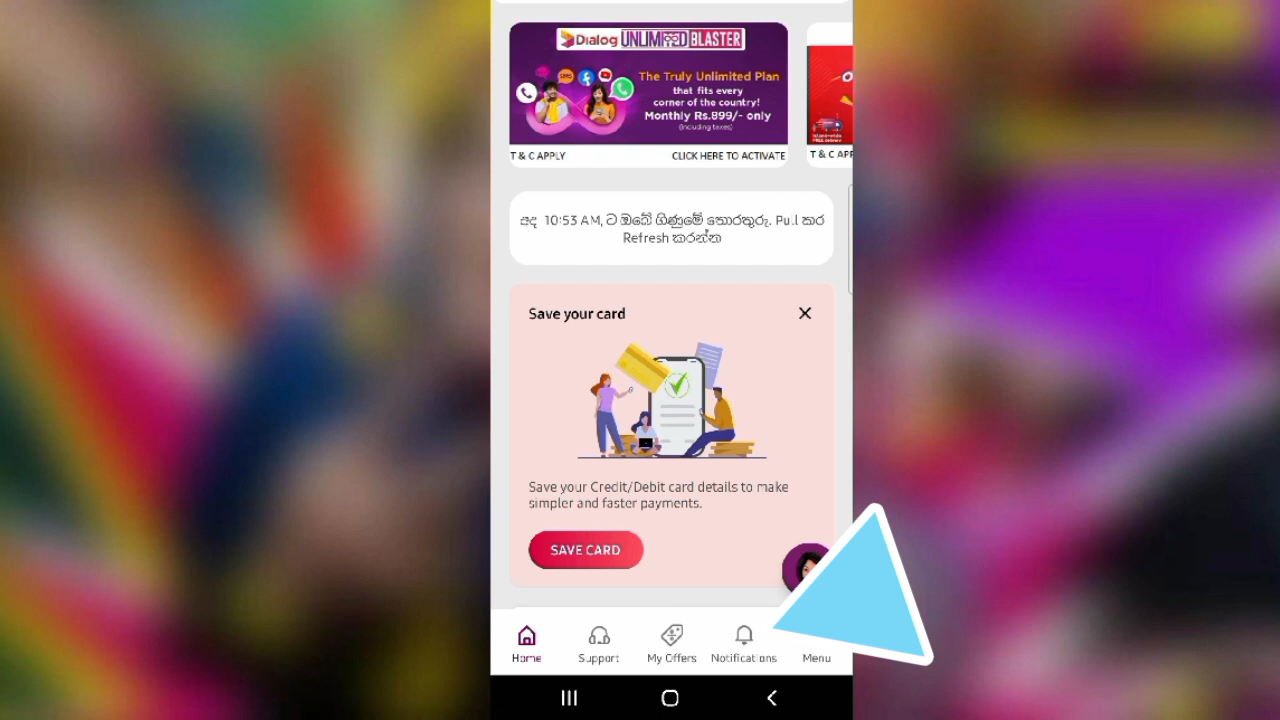 Dialog UNLIMITED BLASTER
SMS
The Truly Unlimited Plan
that fits every
corner of the country!
Monthly Rs.899/- only
(including taxes)
T & C APPLY
CLICK HERE TO ACTIVATE
T & C APP
අද 10:53 AM, ට ඔබේ ගිණුමේ තොරතුරු. Pull කර
Refresh කරන්න
Save your card
Save your Credit/Debit card details to make
simpler and faster payments.
SAVE CARD
Home
Support
My Offers
Notifications
Menu